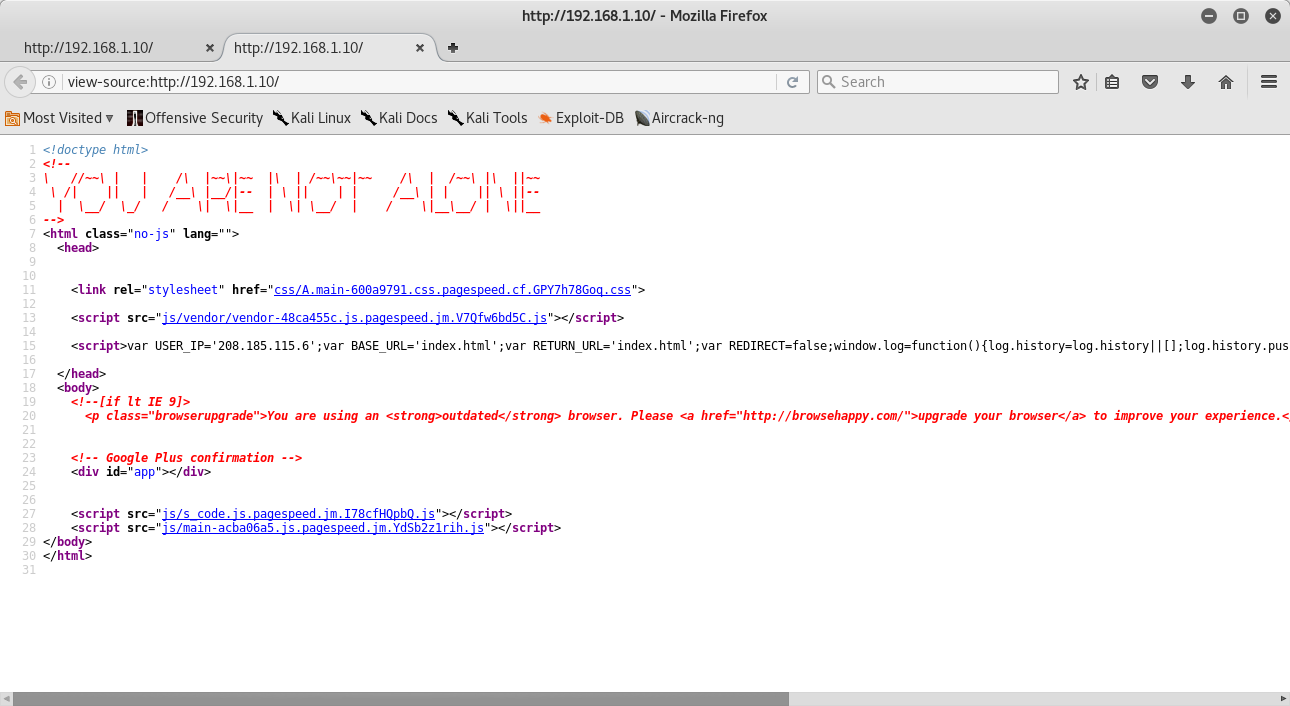 http://192.168.1.10/ - Mozilla Firefox
http://192.168.1.10/ × http://192.168.1.10/ ×
view-source:http://192.168.1.10/ Search
Most Visited Offensive Security Kali Linux Kali Docs Kali Tools Exploit-DB Aircrack-ng
1 <!doctype html>
2 <!--
3 \   //~~\ |   |    /\  |~~\|~~  |\  | /~~\~~|~~    /\  |  /~~\ |\  ||~~
4  \ /|    ||   |   /__\ |__/|--  | \ ||    | |     /__\ | |    || \ ||--
5   |  \__/  \_/   /    \|  \|__  |  \| \__/  |    /    \|__\__/ |  \||__
6 -->
7 <html class="no-js" lang="">
8   <head>
9
10
11     <link rel="stylesheet" href="css/A.main-600a9791.css.pagespeed.cf.GPY7h78Goq.css">
12
13     <script src="js/vendor/vendor-48ca455c.js.pagespeed.jm.V7Qfw6bd5C.js"></script>
14
15     <script>var USER_IP='208.185.115.6';var BASE_URL='index.html';var RETURN_URL='index.html';var REDIRECT=false;window.log=function(){log.history=log.history||[];log.history.pus
16
17   </head>
18   <body>
19     <!--[if lt IE 9]>
20       <p class="browserupgrade">You are using an <strong>outdated</strong> browser. Please <a href="http://browsehappy.com/">upgrade your browser</a> to improve your experience.<
21
22
23     <!-- Google Plus confirmation -->
24     <div id="app"></div>
25
26
27     <script src="js/s_code.js.pagespeed.jm.I78cfHQpbQ.js"></script>
28     <script src="js/main-acba06a5.js.pagespeed.jm.YdSb2z1rih.js"></script>
29 </body>
30 </html>
31